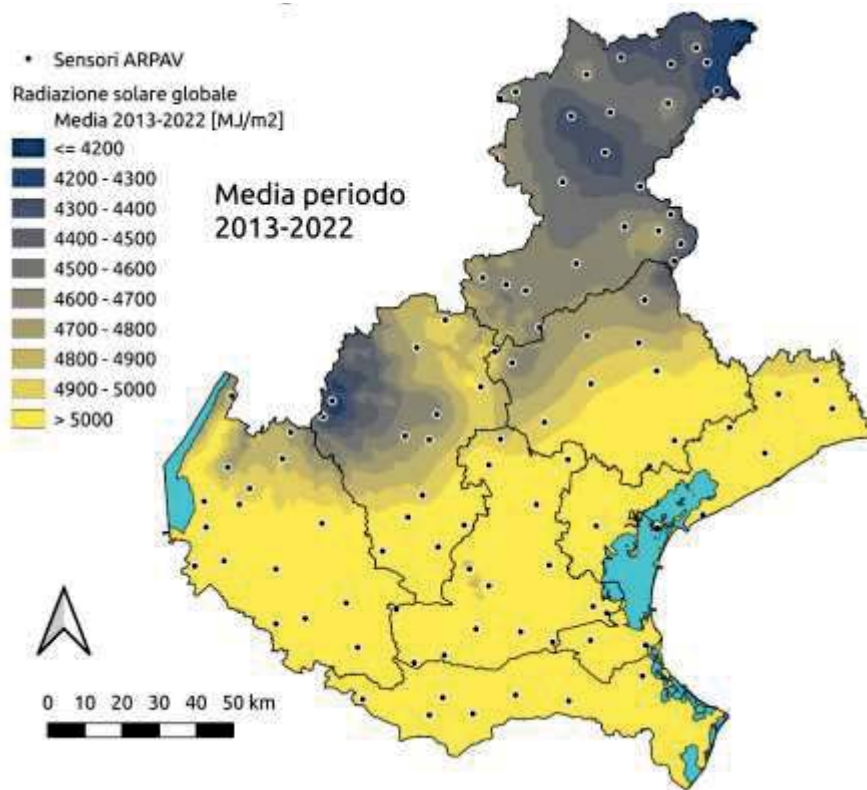 Sensori ARPAV
Radiazione solare globale
Media 2013-2022 [MJ/m2]
<= 4200
4200 - 4300
4300 - 4400
4400 - 4500
4500 - 4600
4600 - 4700
4700 - 4800
4800 - 4900
4900 - 5000
> 5000
Media periodo
2013-2022
0 10 20 30 40 50 km